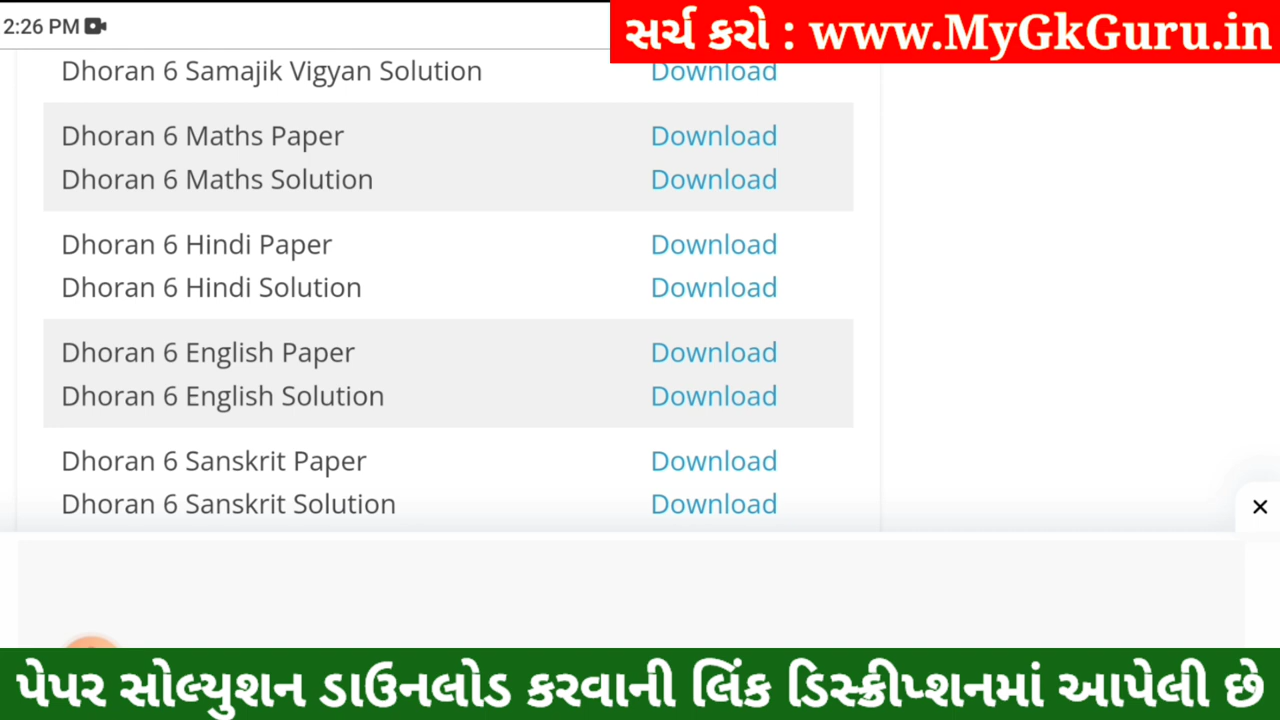 2:26 PM
સર્ચ કરો : www.MyGkGuru.in
Dhoran 6 Samajik Vigyan Solution Download
Dhoran 6 Maths Paper Download
Dhoran 6 Maths Solution Download
Dhoran 6 Hindi Paper Download
Dhoran 6 Hindi Solution Download
Dhoran 6 English Paper Download
Dhoran 6 English Solution Download
Dhoran 6 Sanskrit Paper Download
Dhoran 6 Sanskrit Solution Download
પેપર સોલ્યુશન ડાઉનલોડ કરવાની લિંક ડિસ્ક્રીપ્શનમાં આપેલી છે